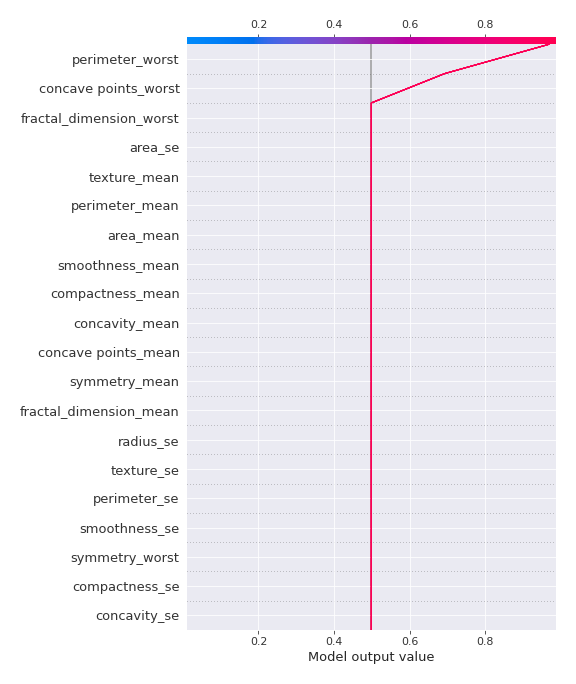 0.2 0.4 0.6 0.8
perimeter_worst
concave points_worst
fractal_dimension_worst
area_se
texture_mean
perimeter_mean
area_mean
smoothness_mean
compactness_mean
concavity_mean
concave points_mean
symmetry_mean
fractal_dimension_mean
radius_se
texture_se
perimeter_se
smoothness_se
symmetry_worst
compactness_se
concavity_se
0.2 0.4 0.6 0.8
Model output value